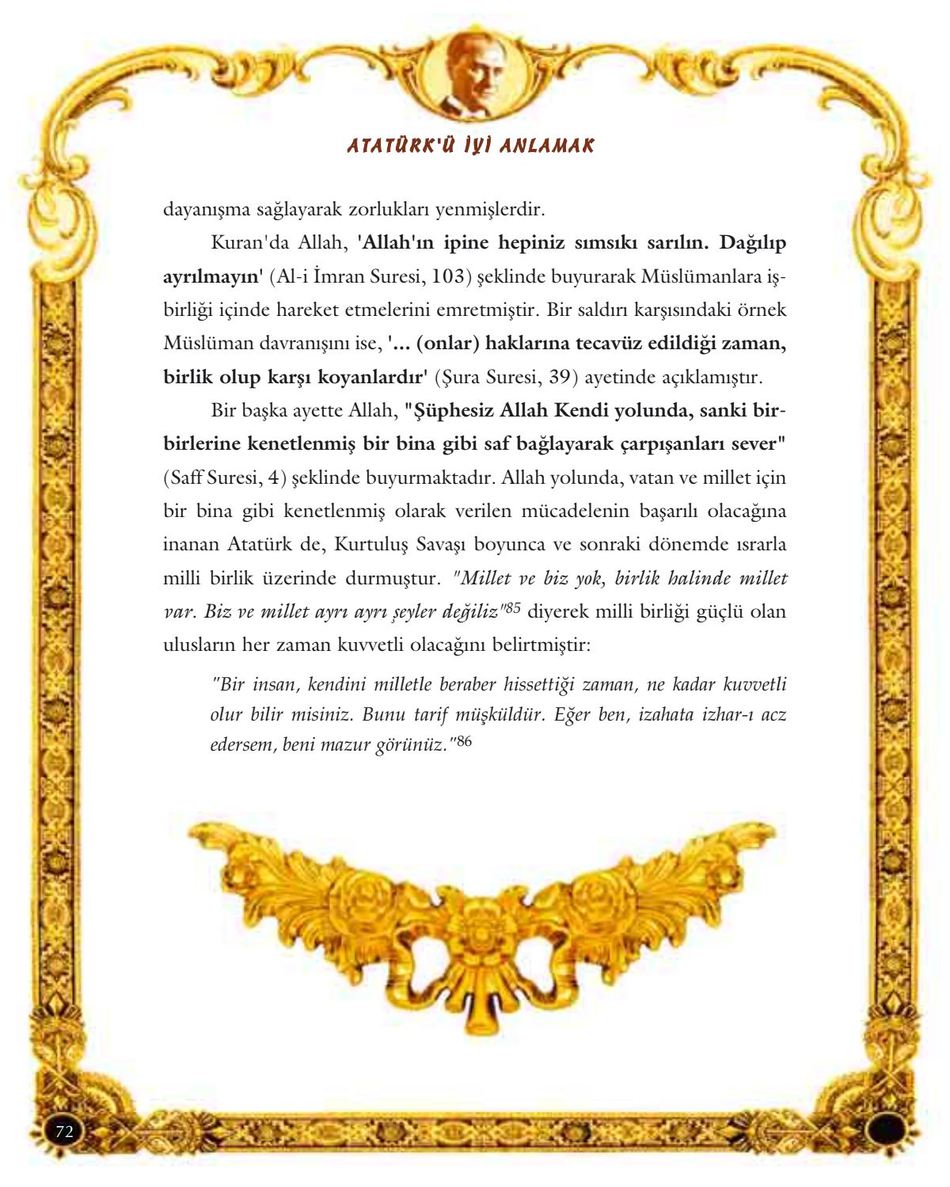 ATATÜRK'Ü İYİ ANLAMAK
dayanışma sağlayarak zorlukları yenmişlerdir.
Kuran'da Allah, 'Allah'ın ipine hepiniz sımsıkı sarılın. Dağılıp
ayrılmayın' (Al-i İmran Suresi, 103) şeklinde buyurarak Müslümanlara iş-
birliği içinde hareket etmelerini emretmiştir. Bir saldırı karşısındaki örnek
Müslüman davranışını ise, '... (onlar) haklarına tecavüz edildiği zaman,
birlik olup karşı koyanlardır' (Şura Suresi, 39) ayetinde açıklamıştır.
Bir başka ayette Allah, "Şüphesiz Allah Kendi yolunda, sanki bir-
birlerine kenetlenmiş bir bina gibi saf bağlayarak çarpışanları sever"
(Saff Suresi, 4) şeklinde buyurmaktadır. Allah yolunda, vatan ve millet için
bir bina gibi kenetlenmiş olarak verilen mücadelenin başarılı olacağına
inanan Atatürk de, Kurtuluş Savaşı boyunca ve sonraki dönemde ısrarla
milli birlik üzerinde durmuştur. "Millet ve biz yok, birlik halinde millet
var. Biz ve millet ayrı ayrı şeyler değiliz"85 diyerek milli birliği güçlü olan
ulusların her zaman kuvvetli olacağını belirtmiştir:
"Bir insan, kendini milletle beraber hissettiği zaman, ne kadar kuvvetli
olur bilir misiniz. Bunu tarif müşküldür. Eğer ben, izahata izhar-ı acz
edersem, beni mazur görünüz."86
72